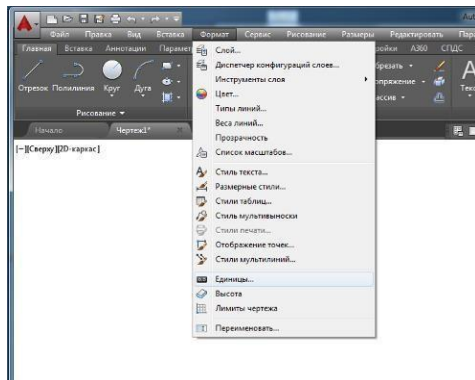 Файл Правка Вид Вставка Формат Сервис Рисование Размеры Редактировать
Главная Вставка Аннотации А360 СПДС
Отрезок Полилиния Круг Дуга
Рисование
Начало Чертеж1*
[−][Сверху][2D-каркас]
Слой...
Диспетчер конфигураций слоев...
Инструменты слоя
Цвет...
Типы линий...
Веса линий...
Прозрачность
Список масштабов...
Стиль текста...
Размерные стили...
Стили таблиц...
Стиль мультивыноски
Стили печати...
Отображение точек...
Стили мультилиний...
Единицы...
Высота
Лимиты чертежа
Переименовать...